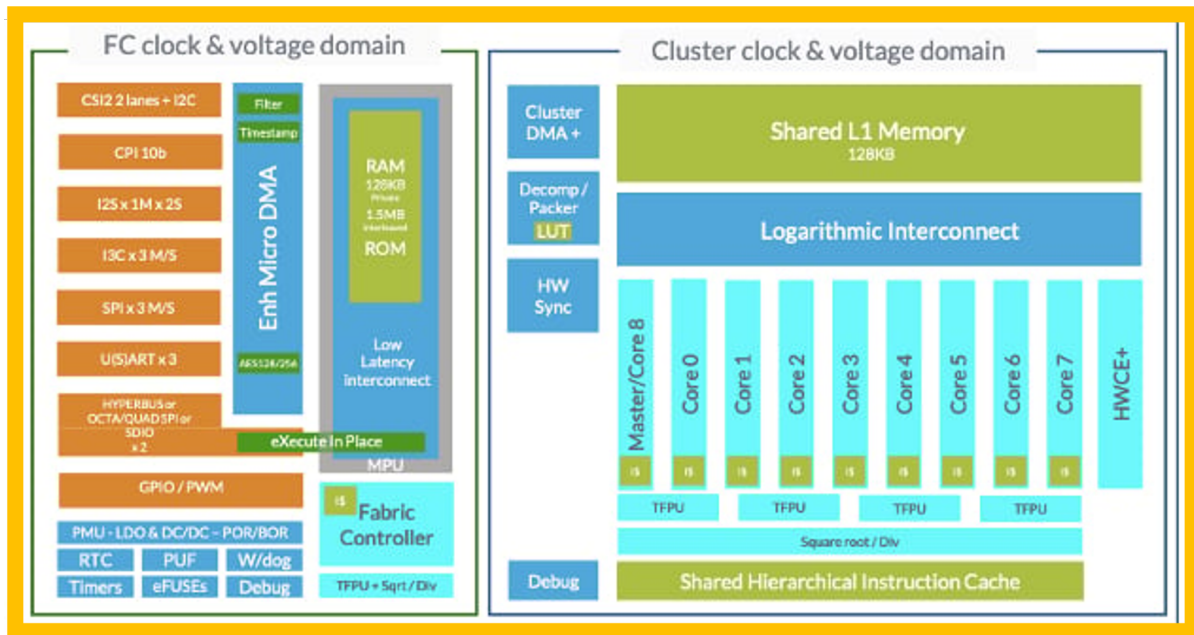 FC clock & voltage domain
CSI2 2 lanes + I2C
CPI 10b
I2S x 1M x 2S
I3C x 3 M/S
SPI x 3 M/S
U(S)ART x 3
HYPERBUS or
OCTA/QUAD SPI or
SDIO
x 2
GPIO / PWM
Filter
Timestamp
Enh Micro DMA
AES128/256
eXecute In Place
RAM
128KB
Private
1.5MB
Interleaved
ROM
Low
Latency
interconnect
MPU
I$
Fabric
Controller
TFPU + Sqrt / Div
PMU - LDO & DC/DC – POR/BOR
RTC
PUF
W/dog
Timers
eFUSEs
Debug
Cluster clock & voltage domain
Cluster
DMA +
Decomp /
Packer
LUT
HW
Sync
Debug
Shared L1 Memory
128KB
Logarithmic Interconnect
Master/Core 8
Core 0
Core 1
Core 2
Core 3
Core 4
Core 5
Core 6
Core 7
HWCE+
I$
I$
I$
I$
I$
I$
I$
I$
I$
TFPU
TFPU
TFPU
TFPU
Square root / Div
Shared Hierarchical Instruction Cache